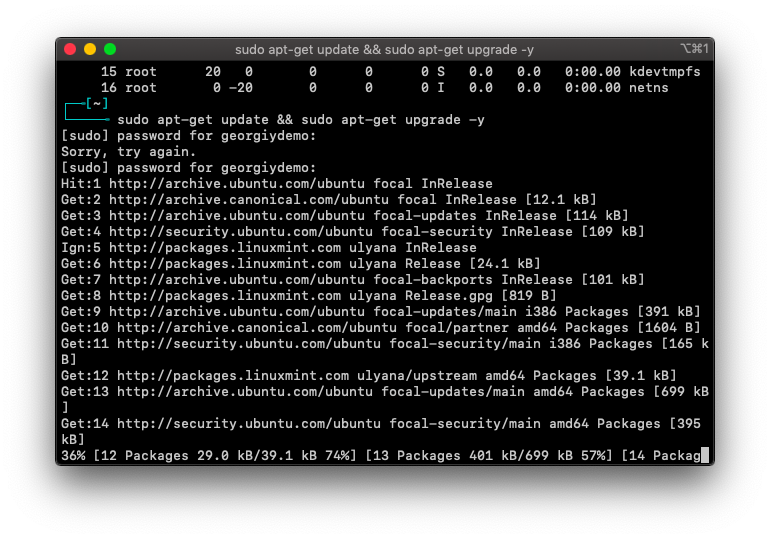 sudo apt-get update && sudo apt-get upgrade -y ⌥⌘1
15 root 20 0 0 0 0 S 0.0 0.0 0:00.00 kdevtmpfs
16 root 0 -20 0 0 0 I 0.0 0.0 0:00.00 netns
[~]
sudo apt-get update && sudo apt-get upgrade -y
[sudo] password for georgiydemo:
Sorry, try again.
[sudo] password for georgiydemo:
Hit:1 http://archive.ubuntu.com/ubuntu focal InRelease
Get:2 http://archive.canonical.com/ubuntu focal InRelease [12.1 kB]
Get:3 http://archive.ubuntu.com/ubuntu focal-updates InRelease [114 kB]
Get:4 http://security.ubuntu.com/ubuntu focal-security InRelease [109 kB]
Ign:5 http://packages.linuxmint.com ulyana InRelease
Get:6 http://packages.linuxmint.com ulyana Release [24.1 kB]
Get:7 http://archive.ubuntu.com/ubuntu focal-backports InRelease [101 kB]
Get:8 http://packages.linuxmint.com ulyana Release.gpg [819 B]
Get:9 http://archive.ubuntu.com/ubuntu focal-updates/main i386 Packages [391 kB]
Get:10 http://archive.canonical.com/ubuntu focal/partner amd64 Packages [1604 B]
Get:11 http://security.ubuntu.com/ubuntu focal-security/main i386 Packages [165 k
B]
Get:12 http://packages.linuxmint.com ulyana/upstream amd64 Packages [39.1 kB]
Get:13 http://archive.ubuntu.com/ubuntu focal-updates/main amd64 Packages [699 kB
]
Get:14 http://security.ubuntu.com/ubuntu focal-security/main amd64 Packages [395
kB]
36% [12 Packages 29.0 kB/39.1 kB 74%] [13 Packages 401 kB/699 kB 57%] [14 Packag